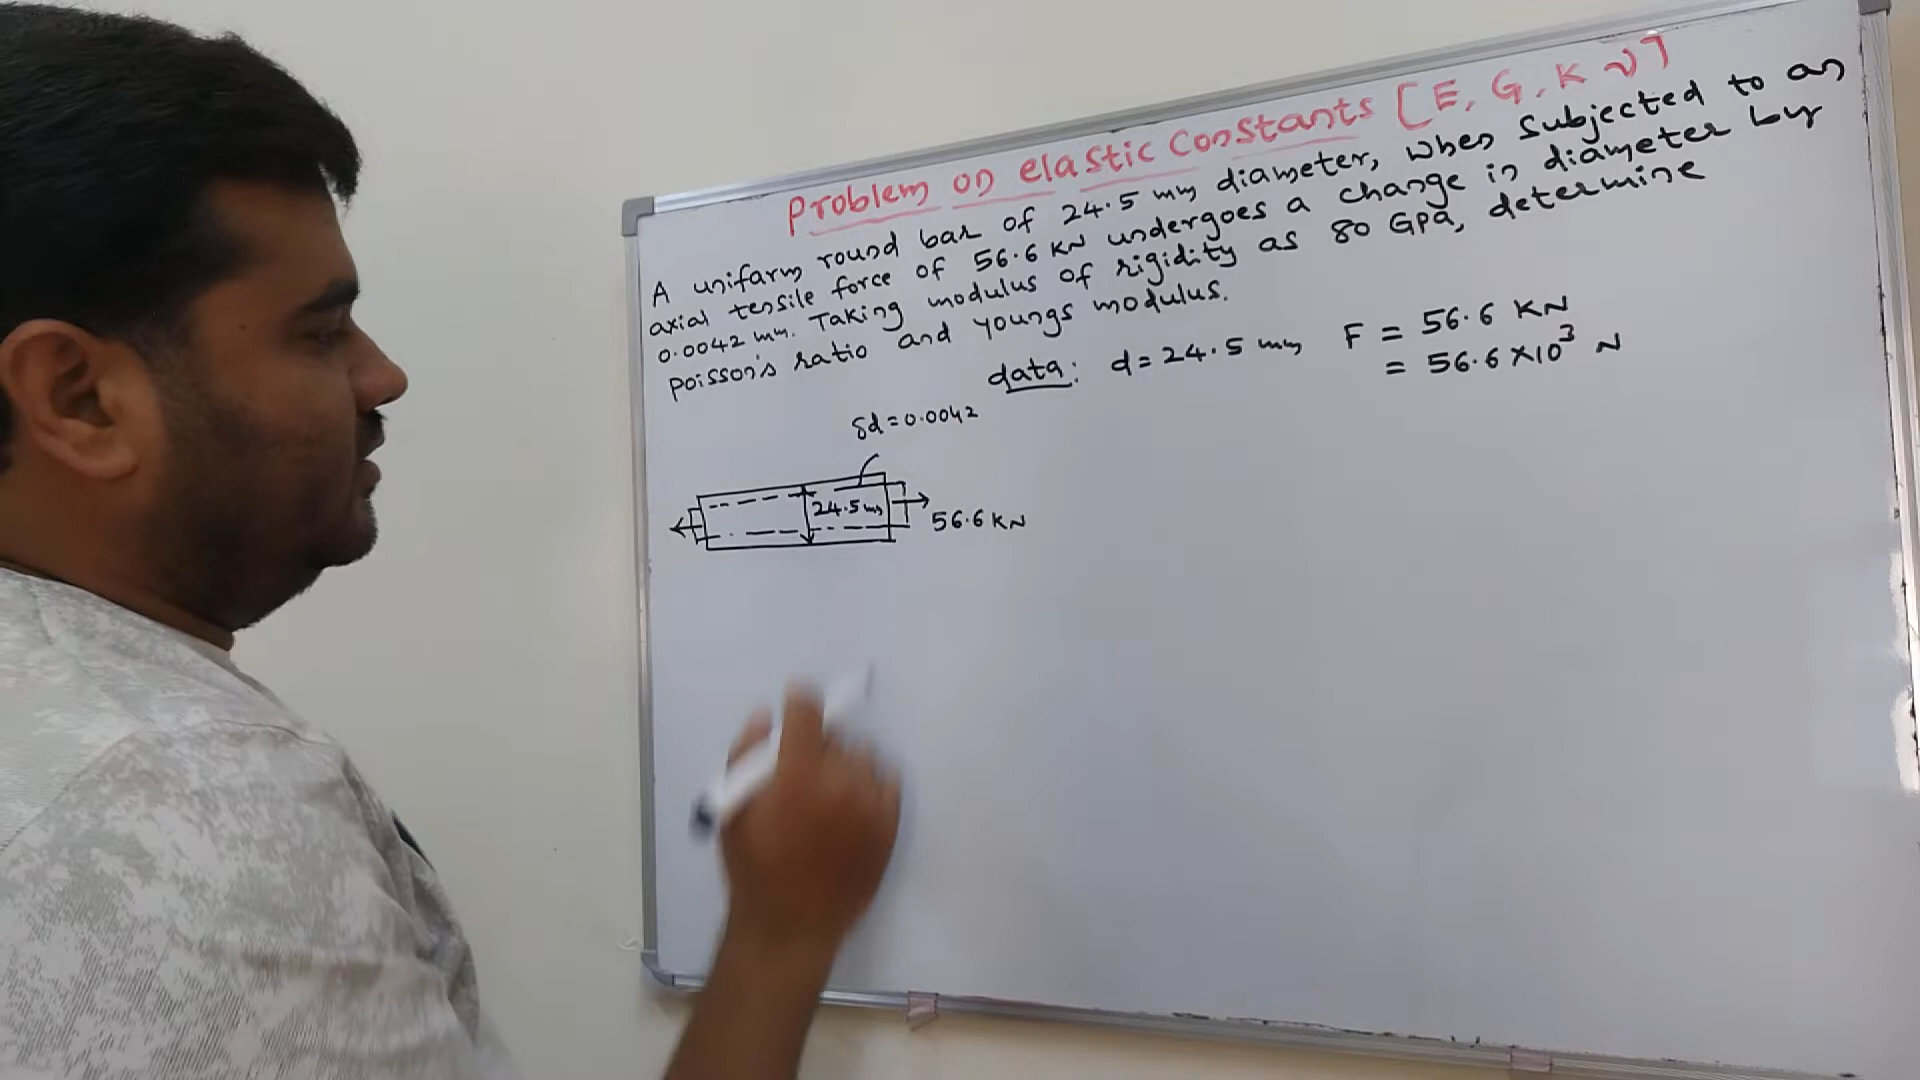 Problem on elastic constants [E, G, K ν]
A uniform round bar of 24.5 mm diameter, when subjected to an
axial tensile force of 56.6 KN undergoes a change in diameter by
0.0042 mm. Taking modulus of rigidity as 80 GPa, determine
poisson's ratio and youngs modulus.
data: d = 24.5 mm F = 56.6 KN
= 56.6 X10³ N
δd = 0.0042
24.5 mm
56.6 KN